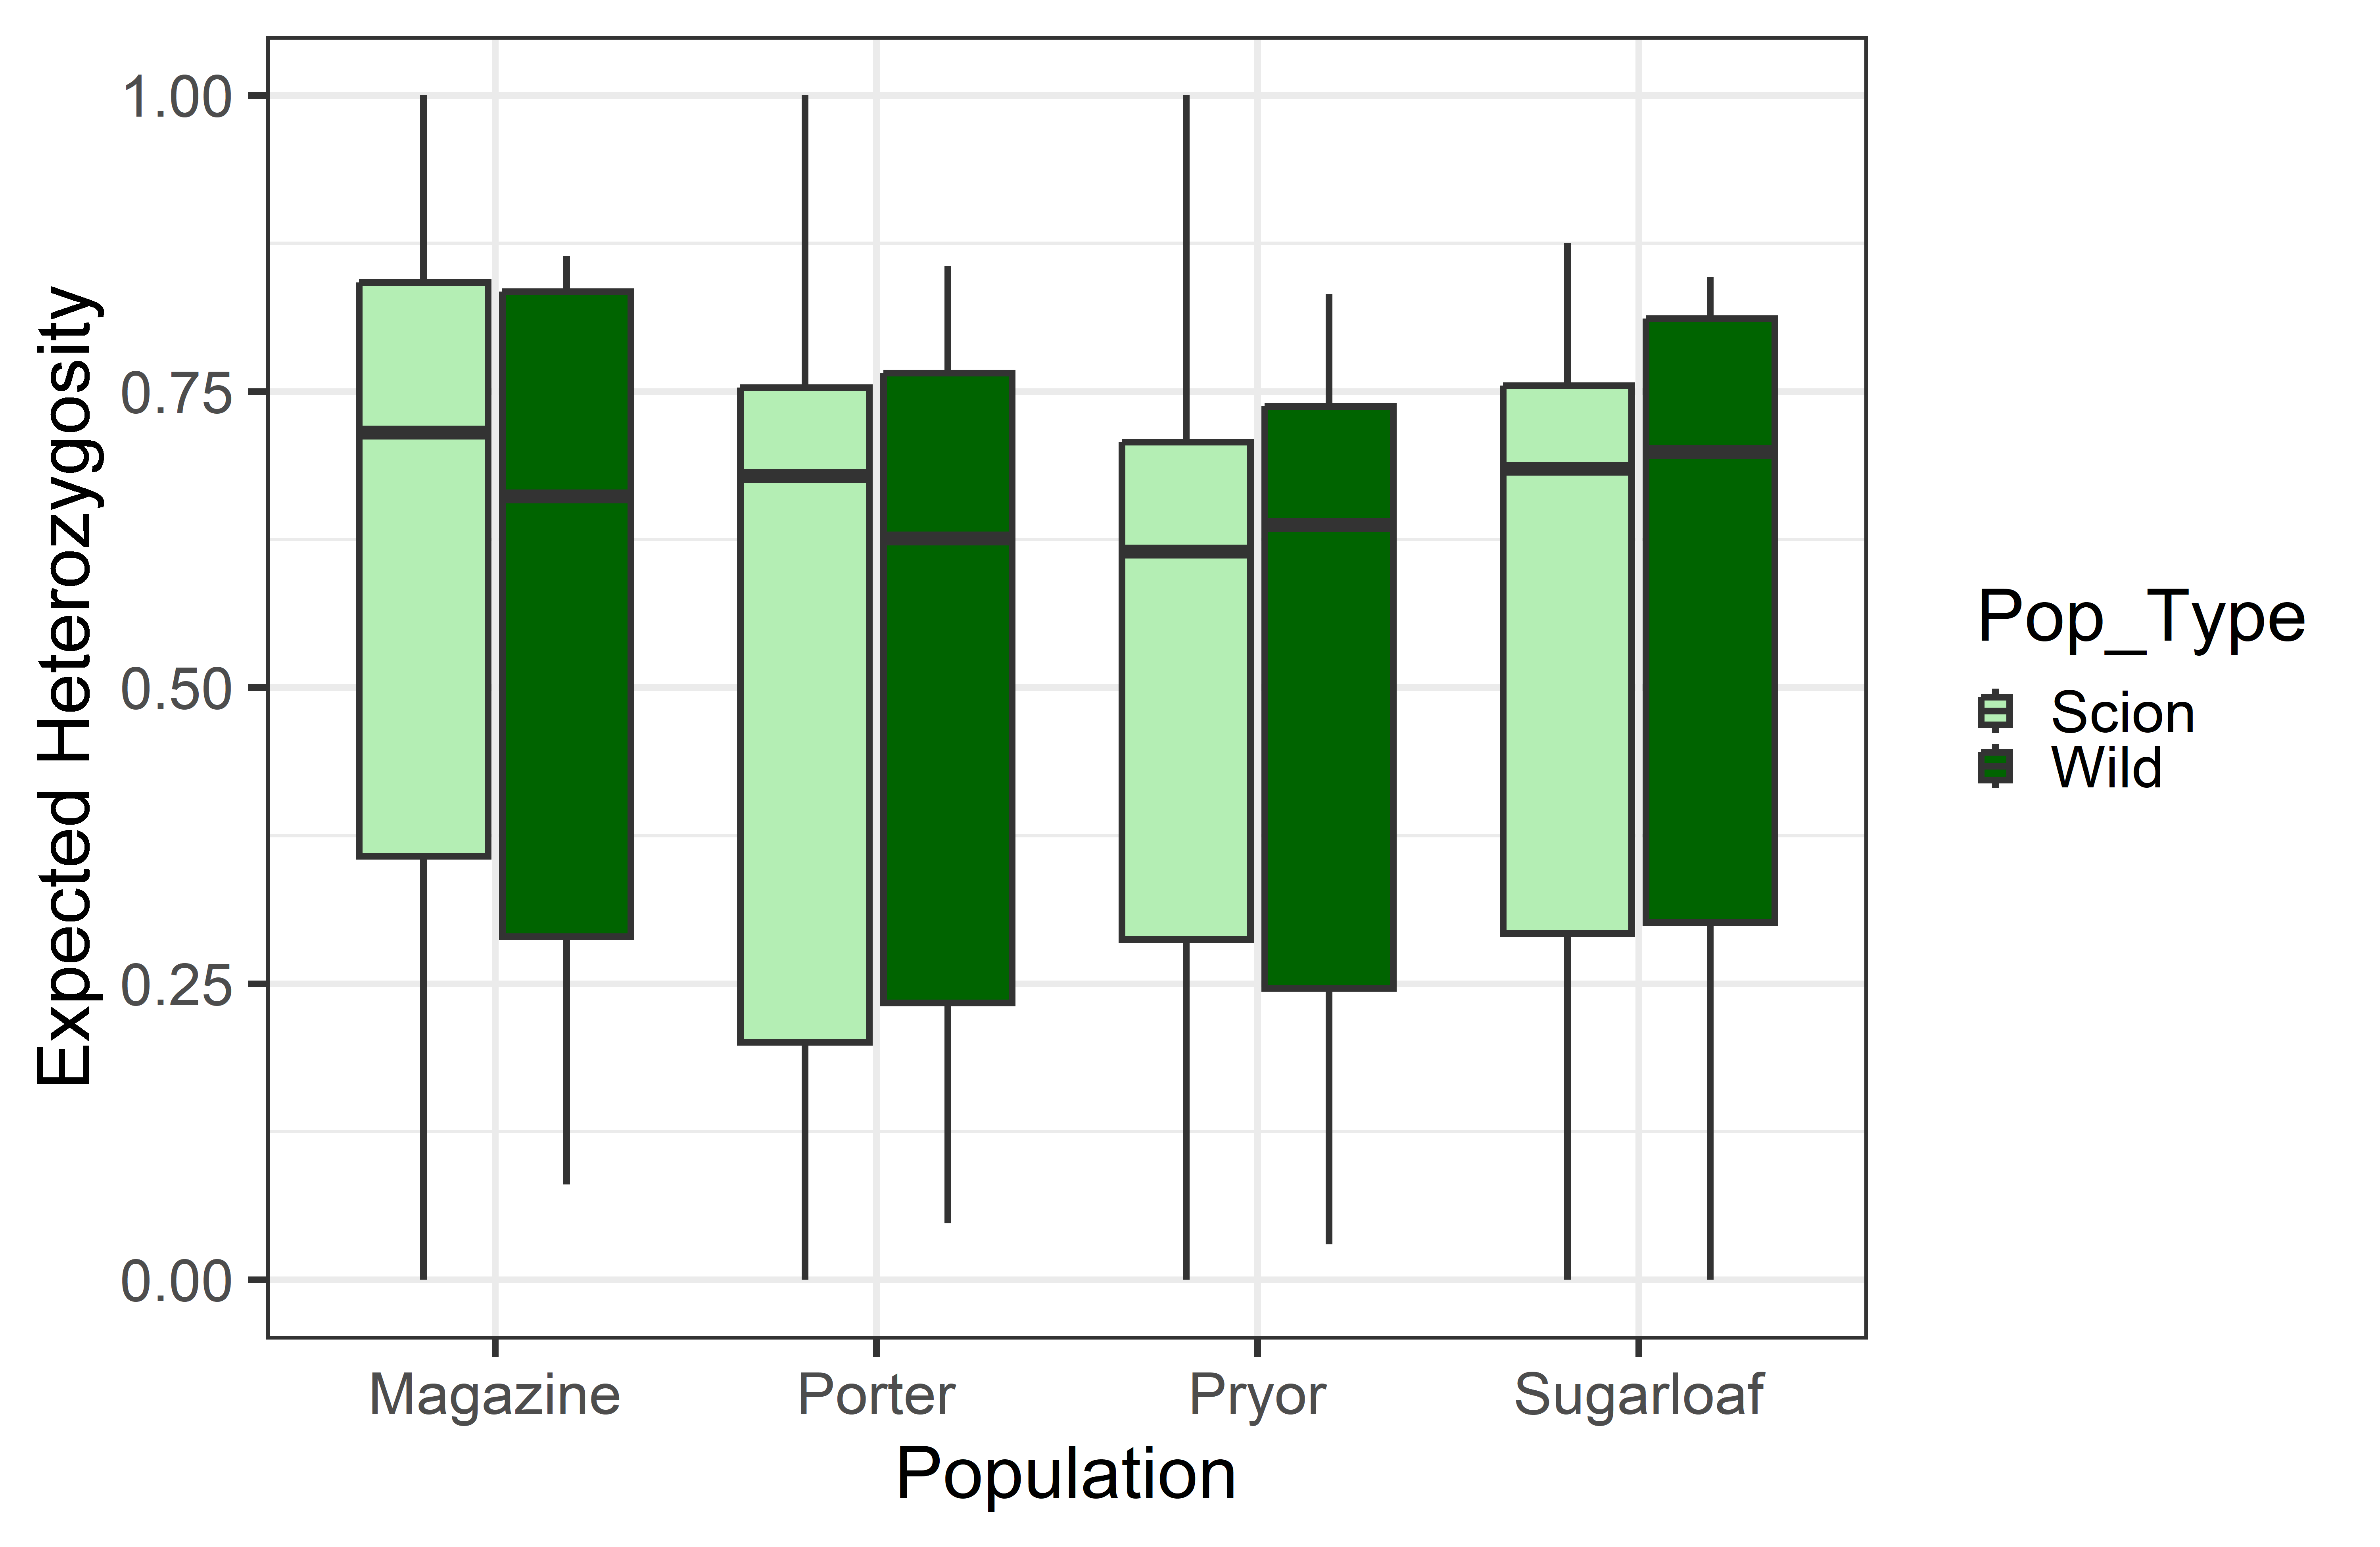 Expected Heterozygosity
1.00
0.75
0.50
0.25
0.00
Magazine Porter Pryor Sugarloaf
Population
Pop_Type
Scion
Wild